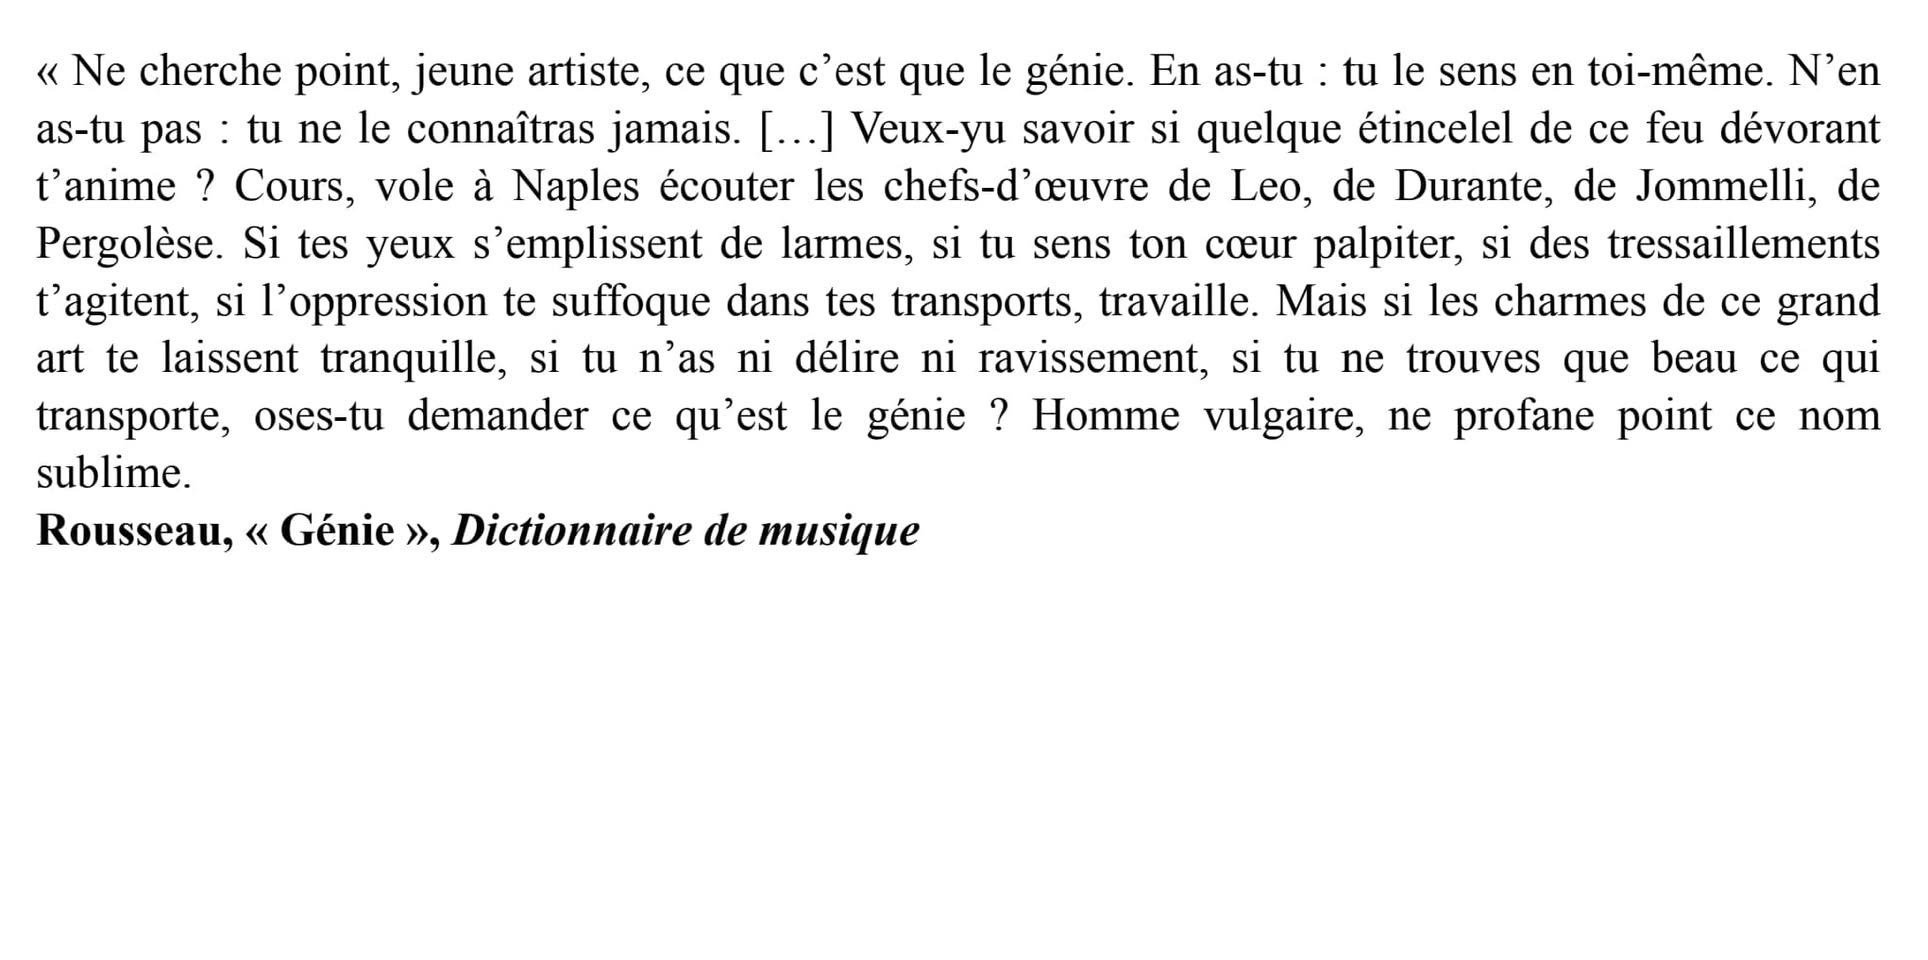 « Ne cherche point, jeune artiste, ce que c’est que le génie. En as-tu : tu le sens en toi-même. N’en
as-tu pas : tu ne le connaîtras jamais. […] Veux-yu savoir si quelque étincelel de ce feu dévorant
t’anime ? Cours, vole à Naples écouter les chefs-d’œuvre de Leo, de Durante, de Jommelli, de
Pergolèse. Si tes yeux s’emplissent de larmes, si tu sens ton cœur palpiter, si des tressaillements
t’agitent, si l’oppression te suffoque dans tes transports, travaille. Mais si les charmes de ce grand
art te laissent tranquille, si tu n’as ni délire ni ravissement, si tu ne trouves que beau ce qui
transporte, oses-tu demander ce qu’est le génie ? Homme vulgaire, ne profane point ce nom
sublime.
Rousseau, « Génie », Dictionnaire de musique